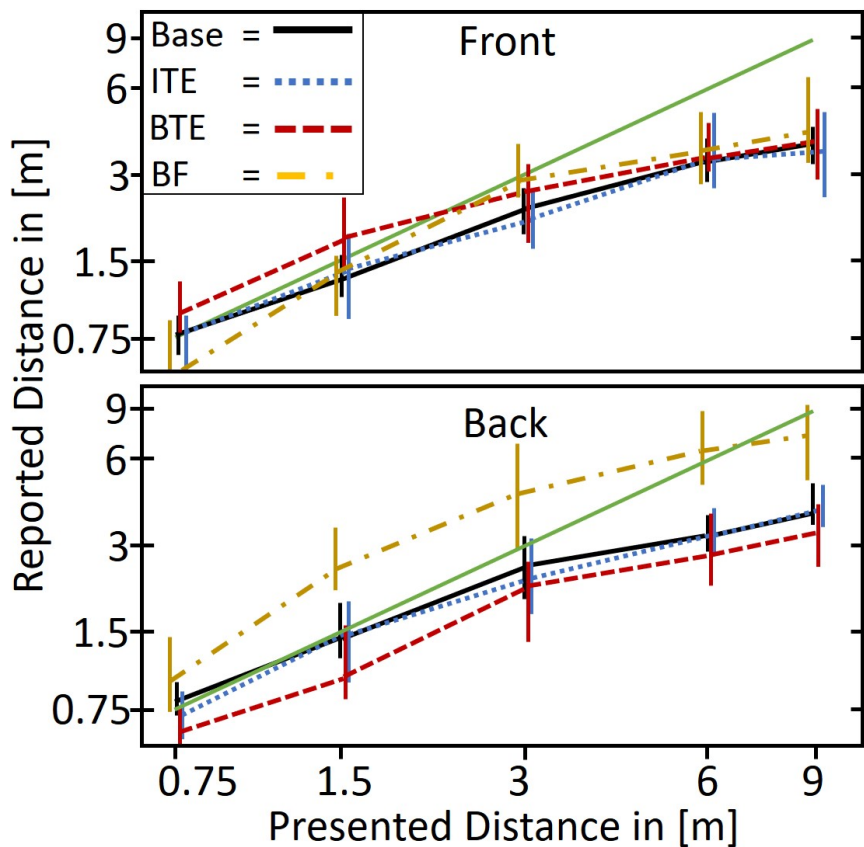 Reported Distance in [m]
Front
Base =
ITE =
BTE =
BF =
9
6
3
1.5
0.75
Back
9
6
3
1.5
0.75
0.75 1.5 3 6 9
Presented Distance in [m]